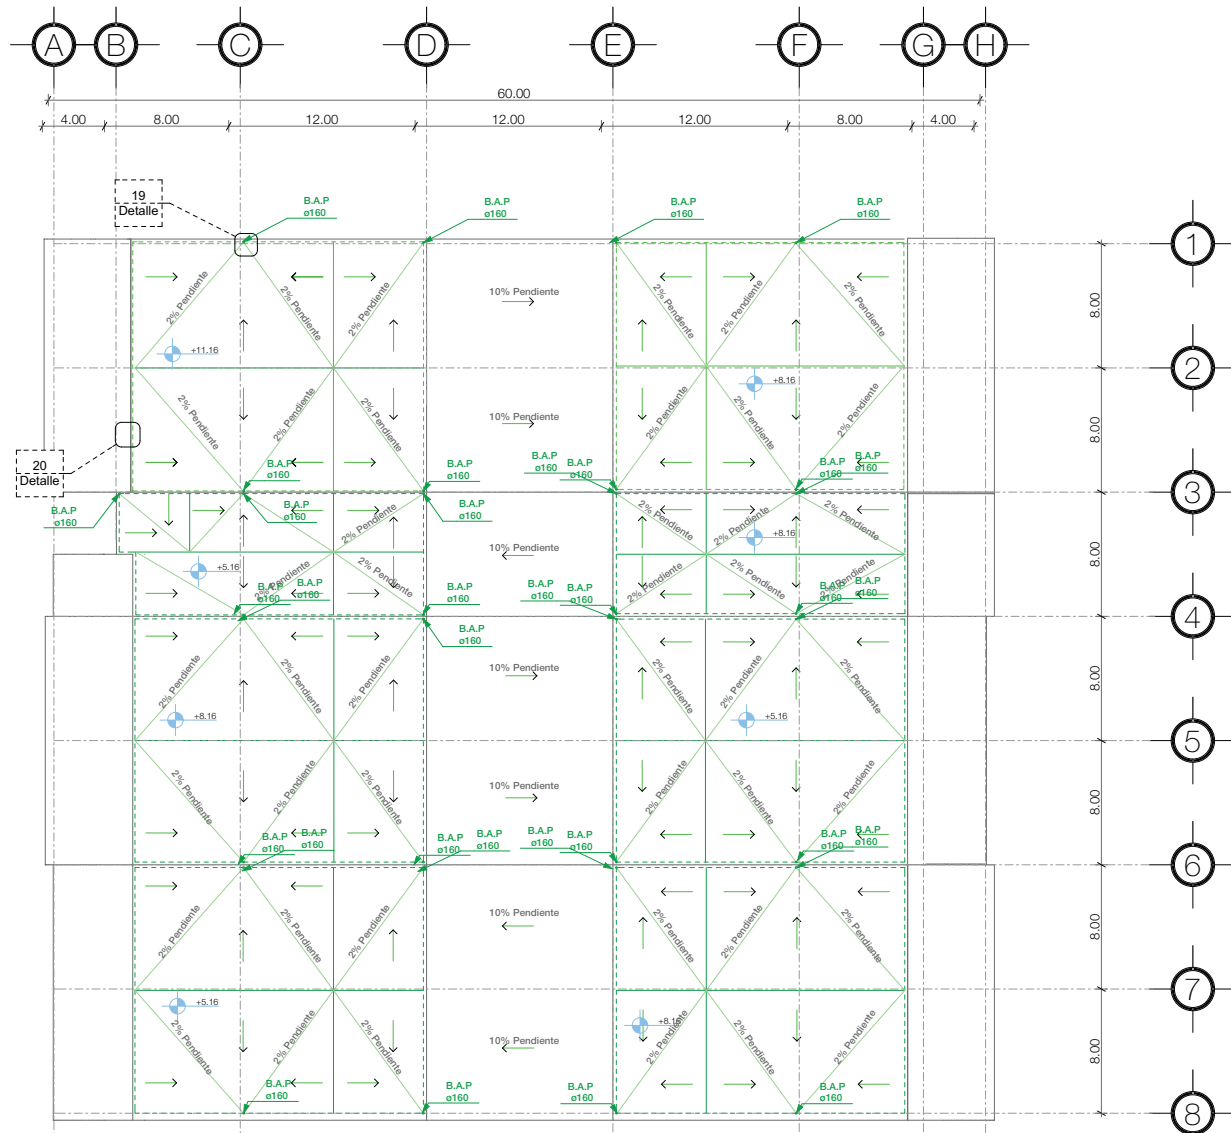 A B C D E F G H
60.00
4.00 8.00 12.00 12.00 12.00 8.00 4.00
19
Detalle
B.A.P
ø160
B.A.P
ø160
B.A.P
ø160
B.A.P
ø160
1
2% Pendiente
2% Pendiente
2% Pendiente
10% Pendiente
2% Pendiente
2% Pendiente
2% Pendiente
8.00
+11.16
2
+8.16
2% Pendiente
2% Pendiente
2% Pendiente
10% Pendiente
2% Pendiente
2% Pendiente
2% Pendiente
8.00
20
Detalle
B.A.P
ø160
B.A.P
ø160
B.A.P
ø160
B.A.P
ø160
B.A.P
ø160
B.A.P
ø160
3
B.A.P
ø160
B.A.P
ø160
B.A.P
ø160
2% Pendiente
2% Pendiente
2% Pendiente
2% Pendiente
+8.16
10% Pendiente
8.00
+5.16
2% Pendiente
2% Pendiente
2% Pendiente
2% Pendiente
2% Pendiente
B.A.P
ø160
B.A.P
ø160
B.A.P
ø160
B.A.P
ø160
B.A.P
ø160
B.A.P
ø160
B.A.P
ø160
4
B.A.P
ø160
2% Pendiente
2% Pendiente
2% Pendiente
10% Pendiente
2% Pendiente
2% Pendiente
2% Pendiente
8.00
+8.16
+5.16
5
2% Pendiente
2% Pendiente
2% Pendiente
10% Pendiente
2% Pendiente
2% Pendiente
2% Pendiente
8.00
B.A.P
ø160
B.A.P
ø160
B.A.P
ø160
B.A.P
ø160
B.A.P
ø160
B.A.P
ø160
B.A.P
ø160
B.A.P
ø160
6
2% Pendiente
2% Pendiente
2% Pendiente
10% Pendiente
2% Pendiente
2% Pendiente
2% Pendiente
8.00
7
+5.16
+8.16
2% Pendiente
2% Pendiente
2% Pendiente
10% Pendiente
2% Pendiente
2% Pendiente
2% Pendiente
8.00
B.A.P
ø160
B.A.P
ø160
B.A.P
ø160
B.A.P
ø160
8